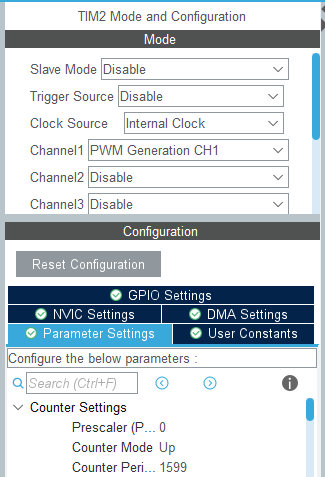 TIM2 Mode and Configuration
Mode
Slave Mode Disable
Trigger Source Disable
Clock Source Internal Clock
Channel1 PWM Generation CH1
Channel2 Disable
Channel3 Disable
Configuration
Reset Configuration
GPIO Settings
NVIC Settings DMA Settings
Parameter Settings User Constants
Configure the below parameters :
Search (Ctrl+F)
Counter Settings
Prescaler (P... 0
Counter Mode Up
Counter Peri... 1599